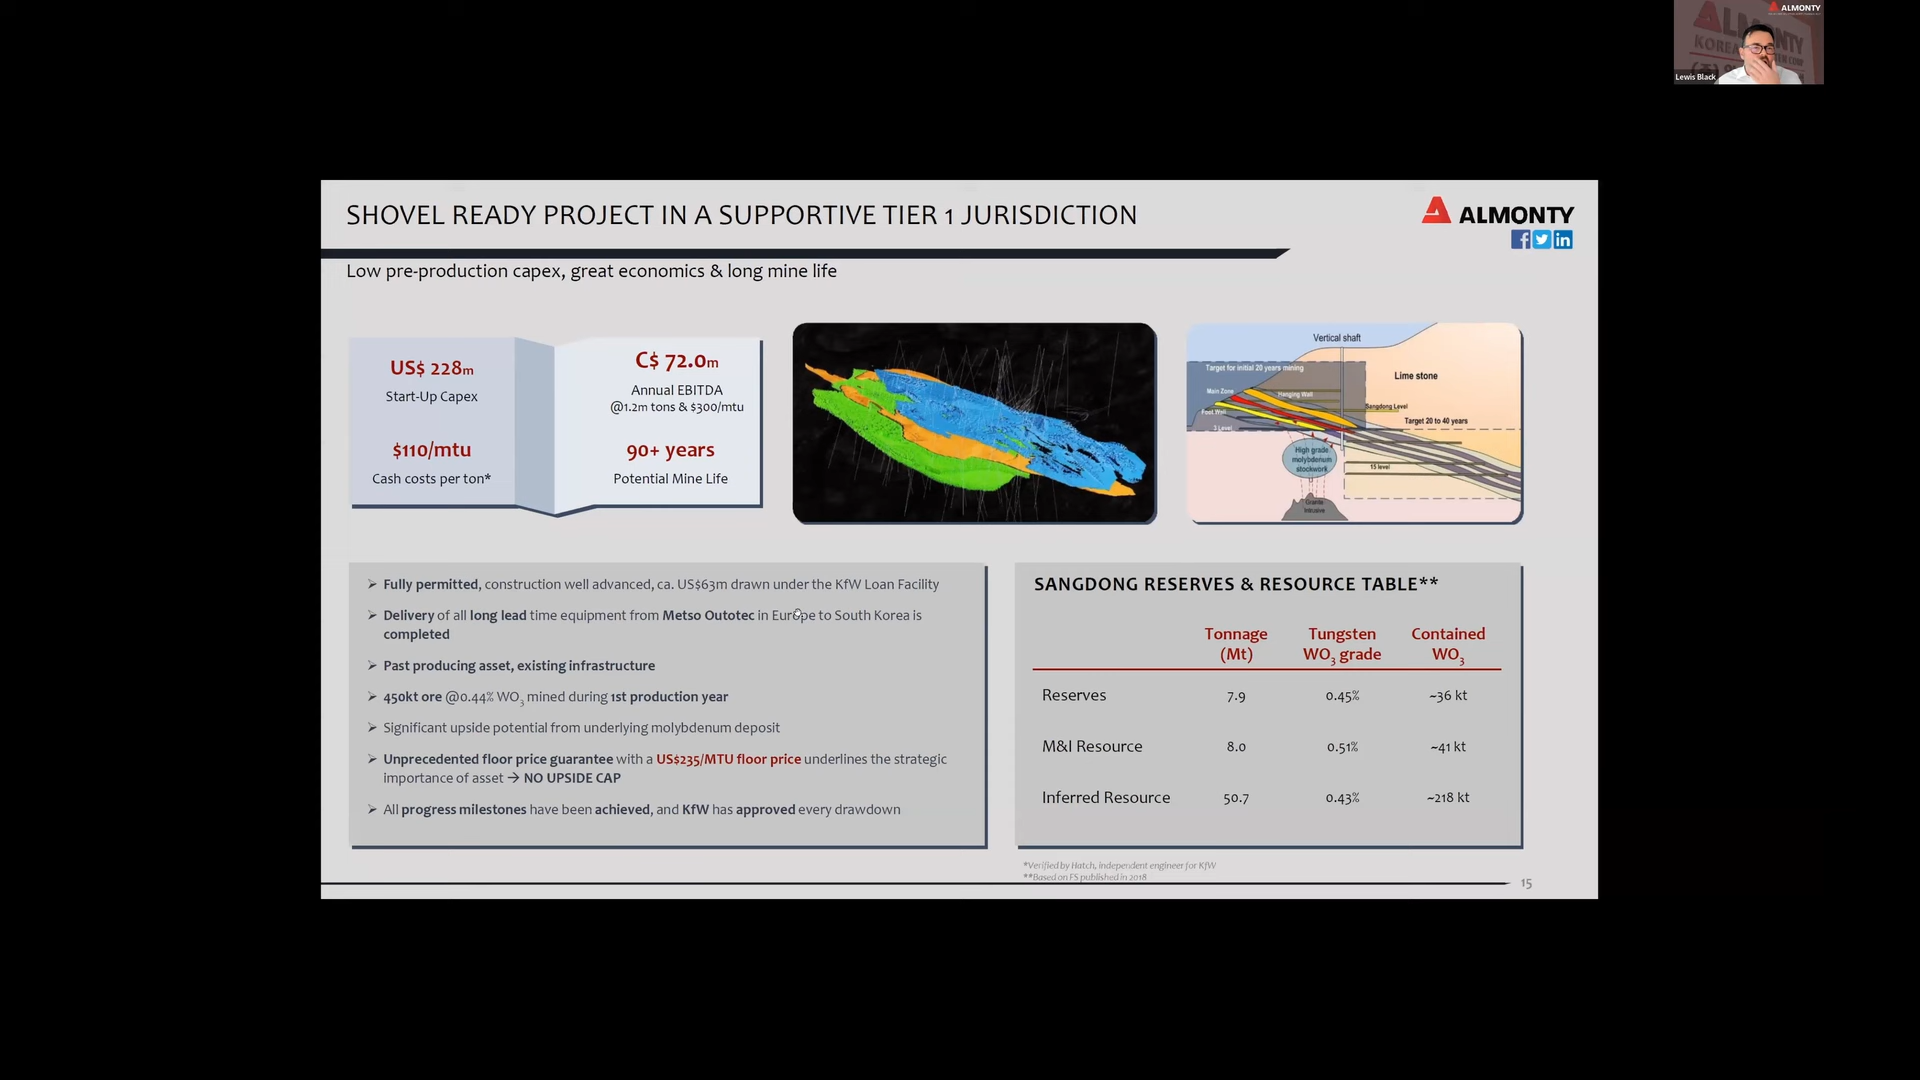 ALMONTY
ALMONTY
KOREA
Lewis Black
SHOVEL READY PROJECT IN A SUPPORTIVE TIER 1 JURISDICTION
ALMONTY
Low pre-production capex, great economics & long mine life
US$ 228m
Start-Up Capex
$110/mtu
Cash costs per ton*
C$ 72.0m
Annual EBITDA
@1.2m tons & $300/mtu
90+ years
Potential Mine Life
Vertical shaft
Target for initial 20 years mining
Lime stone
Main Zone
Hanging Wall
Sangdong Level
Foot Wall
Target 20 to 40 years
3 Level
High grade
molybdenum
stockwork
15 level
Granite
Intrusive
➢ Fully permitted, construction well advanced, ca. US$63m drawn under the KfW Loan Facility
➢ Delivery of all long lead time equipment from Metso Outotec in Europe to South Korea is
completed
➢ Past producing asset, existing infrastructure
➢ 450kt ore @0.44% WO3 mined during 1st production year
➢ Significant upside potential from underlying molybdenum deposit
➢ Unprecedented floor price guarantee with a US$235/MTU floor price underlines the strategic
importance of asset → NO UPSIDE CAP
➢ All progress milestones have been achieved, and KfW has approved every drawdown
SANGDONG RESERVES & RESOURCE TABLE**
Tonnage (Mt) Tungsten WO3 grade Contained WO3
Reserves 7.9 0.45% ~36 kt
M&I Resource 8.0 0.51% ~41 kt
Inferred Resource 50.7 0.43% ~218 kt
*Verified by Hatch, independent engineer for KfW
**Based on FS published in 2018
15